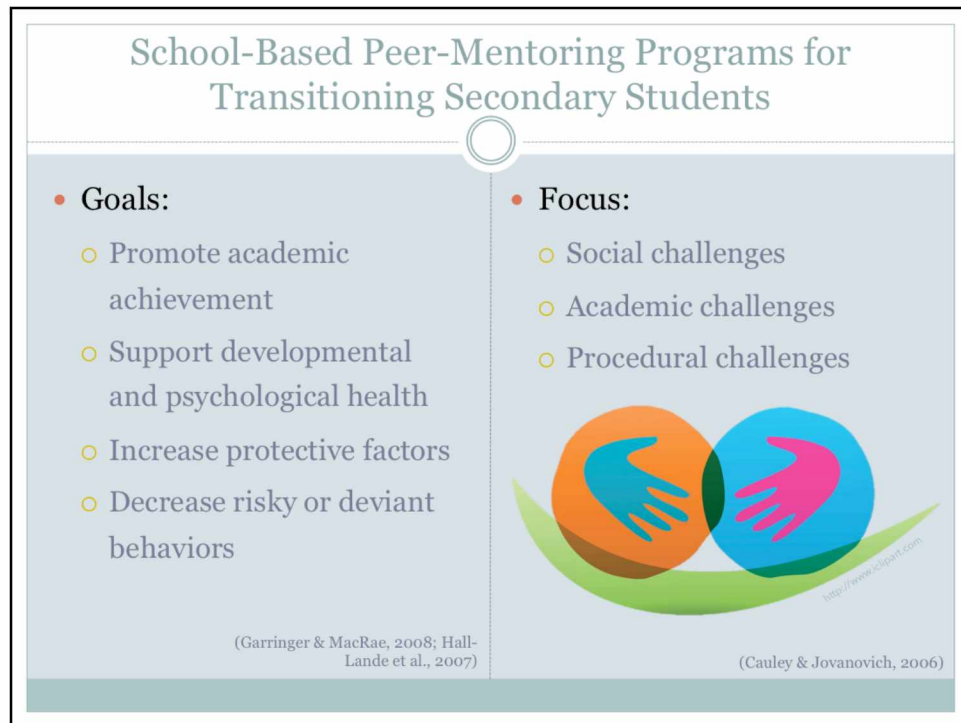 School-Based Peer-Mentoring Programs for
Transitioning Secondary Students
Goals:
Promote academic
achievement
Support developmental
and psychological health
Increase protective factors
Decrease risky or deviant
behaviors
(Garringer & MacRae, 2008; Hall-
Lande et al., 2007)
Focus:
Social challenges
Academic challenges
Procedural challenges
http://www.iclipart.com
(Cauley & Jovanovich, 2006)